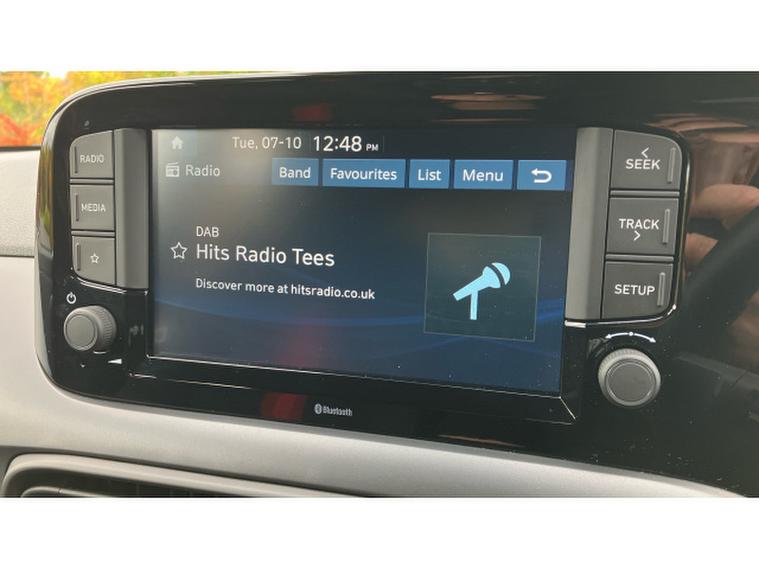 Tue, 07-10 12:48 PM
Radio Band Favourites List Menu
DAB
Hits Radio Tees
Discover more at hitsradio.co.uk
RADIO
MEDIA
SEEK
TRACK
SETUP
Bluetooth